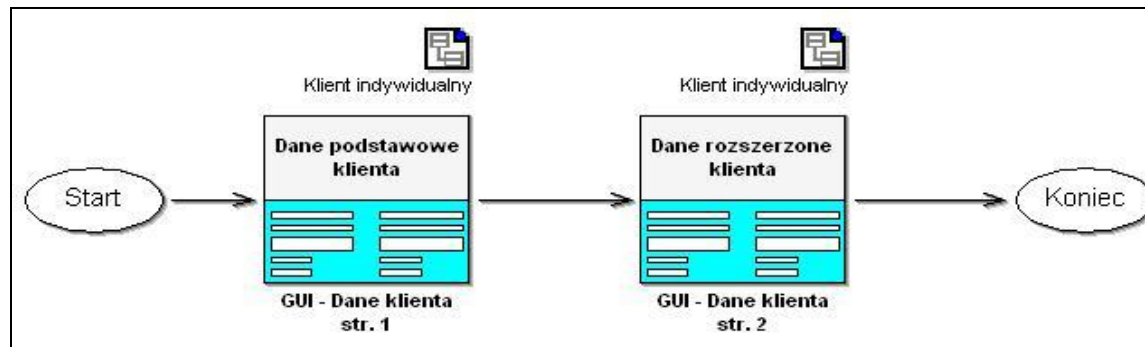 Klient indywidualny
Klient indywidualny
Dane podstawowe
klienta
Dane rozszerzone
klienta
Start
Koniec
GUI - Dane klienta
str. 1
GUI - Dane klienta
str. 2